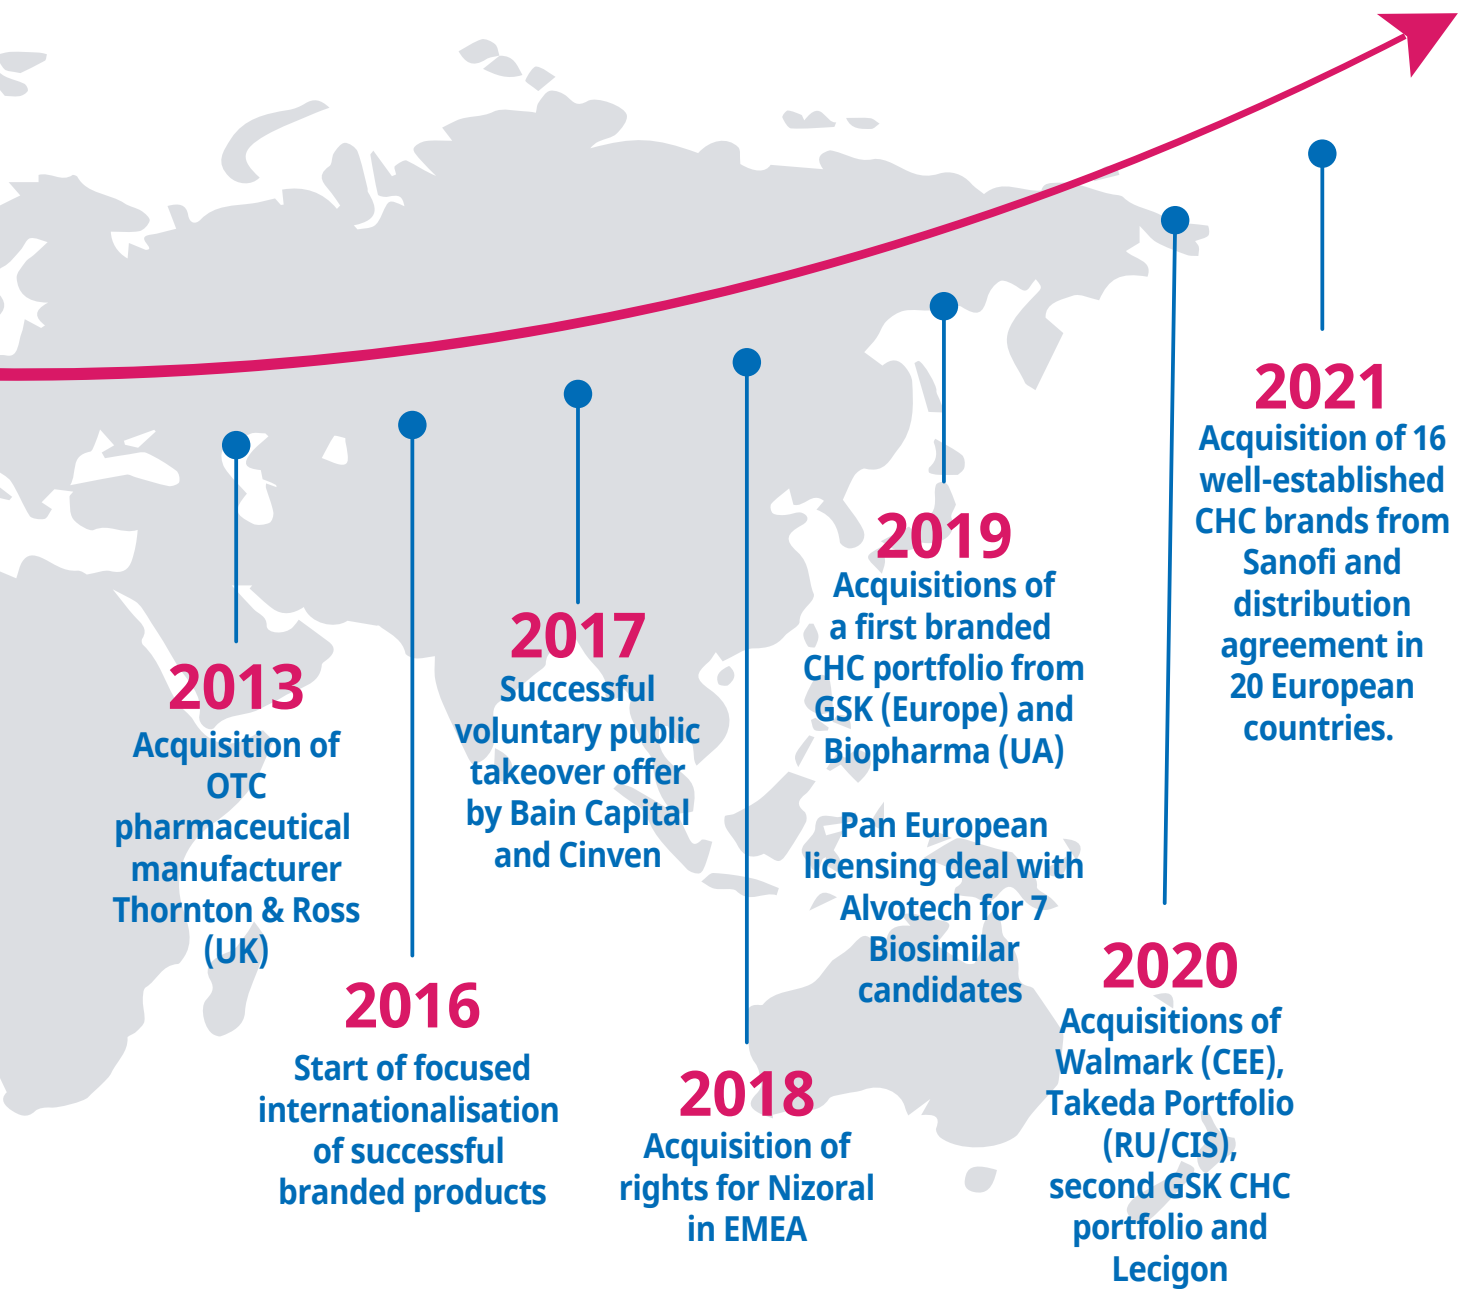 2013
Acquisition of
OTC
pharmaceutical
manufacturer
Thornton & Ross
(UK)
2016
Start of focused
internationalisation
of successful
branded products
2017
Successful
voluntary public
takeover offer
by Bain Capital
and Cinven
2018
Acquisition of
rights for Nizoral
in EMEA
2019
Acquisitions of
a first branded
CHC portfolio from
GSK (Europe) and
Biopharma (UA)
Pan European
licensing deal with
Alvotech for 7
Biosimilar
candidates
2020
Acquisitions of
Walmark (CEE),
Takeda Portfolio
(RU/CIS),
second GSK CHC
portfolio and
Lecigon
2021
Acquisition of 16
well-established
CHC brands from
Sanofi and
distribution
agreement in
20 European
countries.